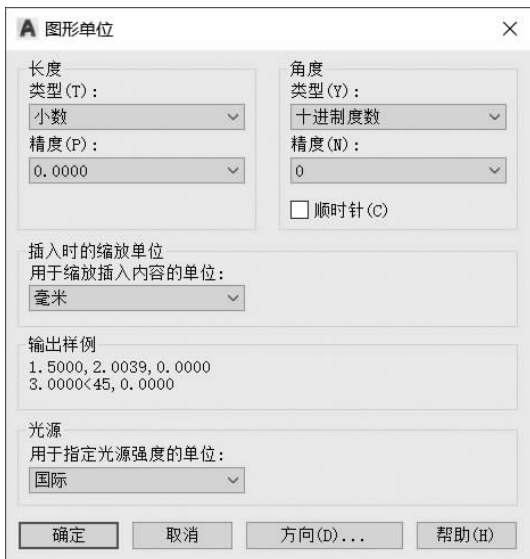 图形单位
长度
类型(T):
小数
精度(P):
0.0000
角度
类型(Y):
十进制度数
精度(N):
0
顺时针(C)
插入时的缩放单位
用于缩放插入内容的单位:
毫米
输出样例
1.5000,2.0039,0.0000
3.0000<45,0.0000
光源
用于指定光源强度的单位:
国际
确定
取消
方向(D)...
帮助(H)